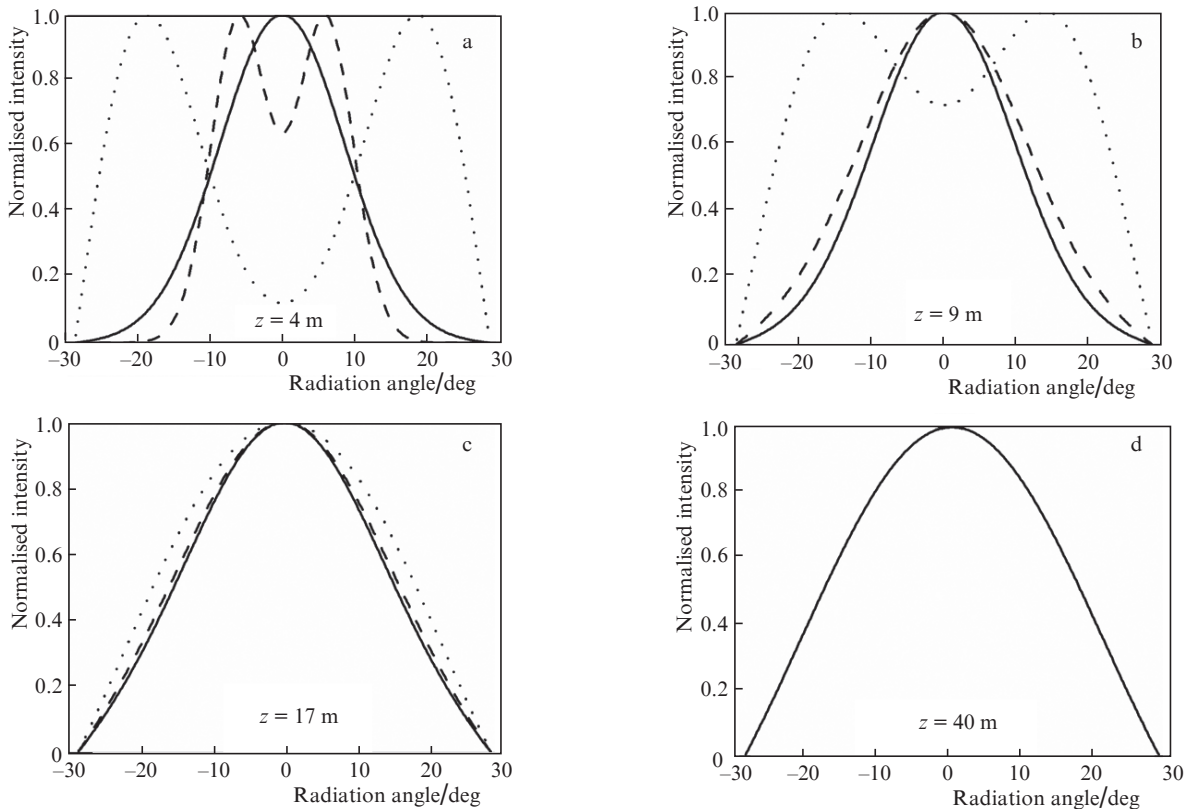 1.0
a
0.8
0.6
0.4
0.2
0
Normalised intensity
z = 4 m
–30 –20 –10 0 10 20 30
Radiation angle/deg
1.0
b
0.8
0.6
0.4
0.2
0
Normalised intensity
z = 9 m
–30 –20 –10 0 10 20 30
Radiation angle/deg
1.0
c
0.8
0.6
0.4
0.2
0
Normalised intensity
z = 17 m
–30 –20 –10 0 10 20 30
Radiation angle/deg
1.0
d
0.8
0.6
0.4
0.2
0
Normalised intensity
z = 40 m
–30 –20 –10 0 10 20 30
Radiation angle/deg